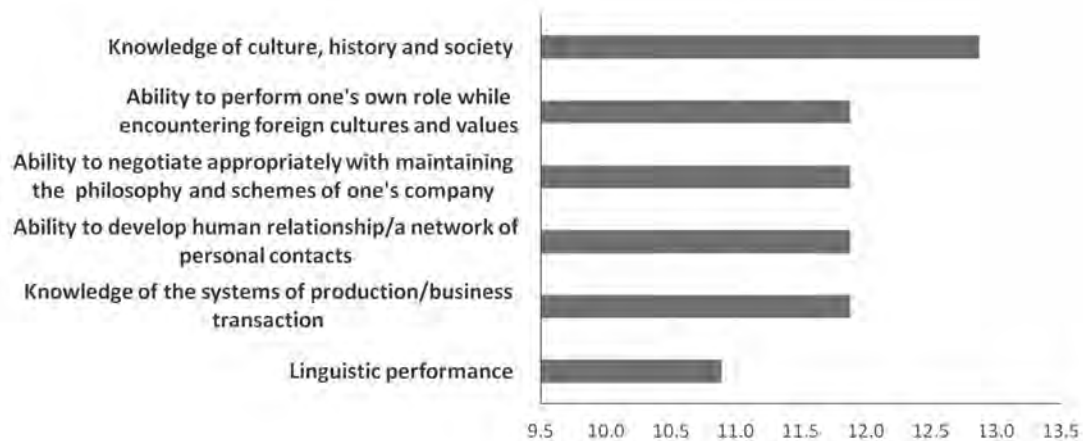 Knowledge of culture, history and society
Ability to perform one's own role while
encountering foreign cultures and values
Ability to negotiate appropriately with maintaining
the philosophy and schemes of one's company
Ability to develop human relationship/a network of
personal contacts
Knowledge of the systems of production/business
transaction
Linguistic performance
9.5 10.0 10.5 11.0 11.5 12.0 12.5 13.0 13.5